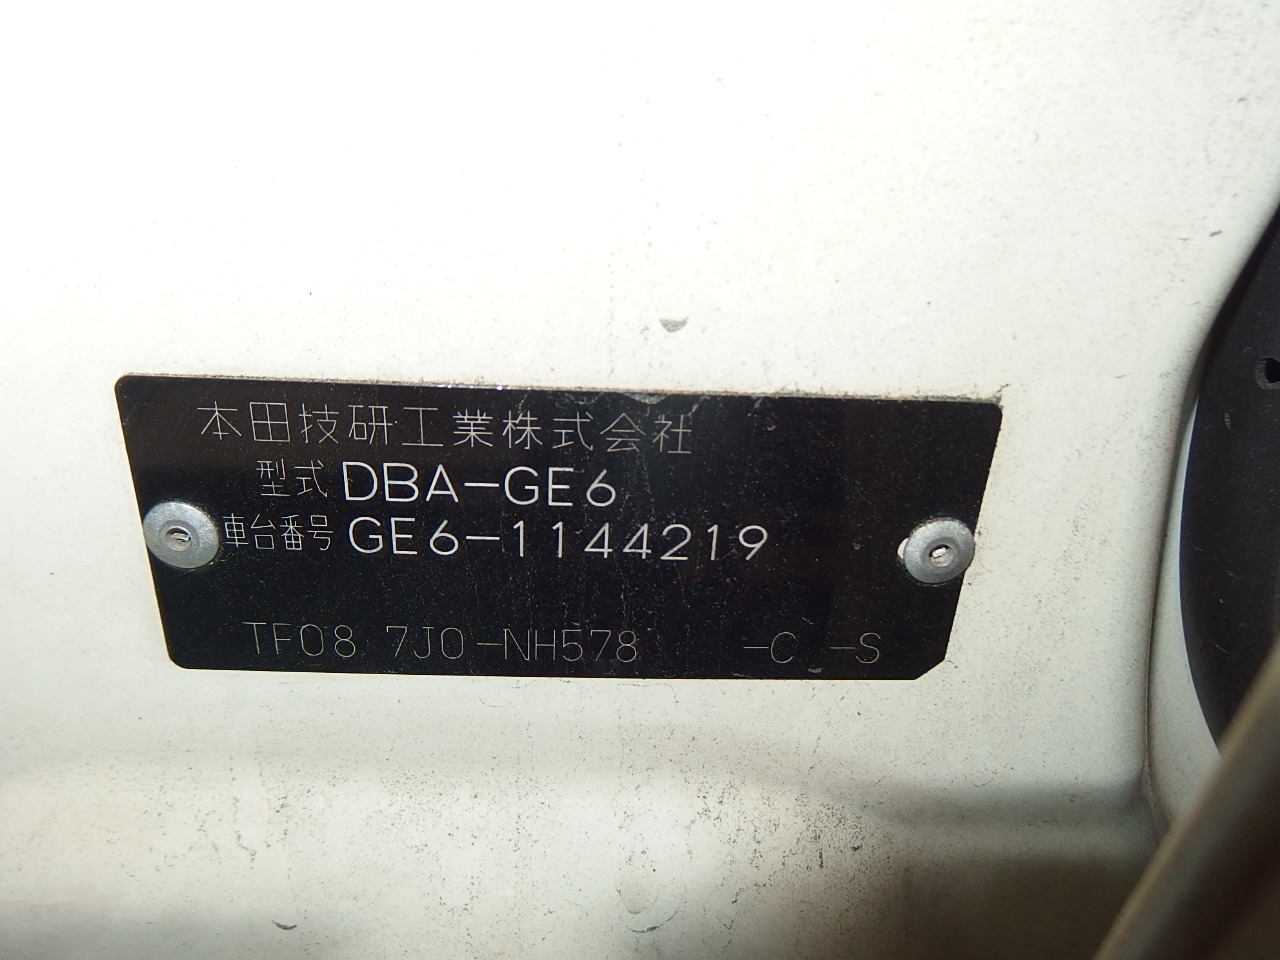 本田技研工業株式会社
型式 DBA-GE6
車台番号 GE6-1144219
TF08 7J0-NH578 -C -S